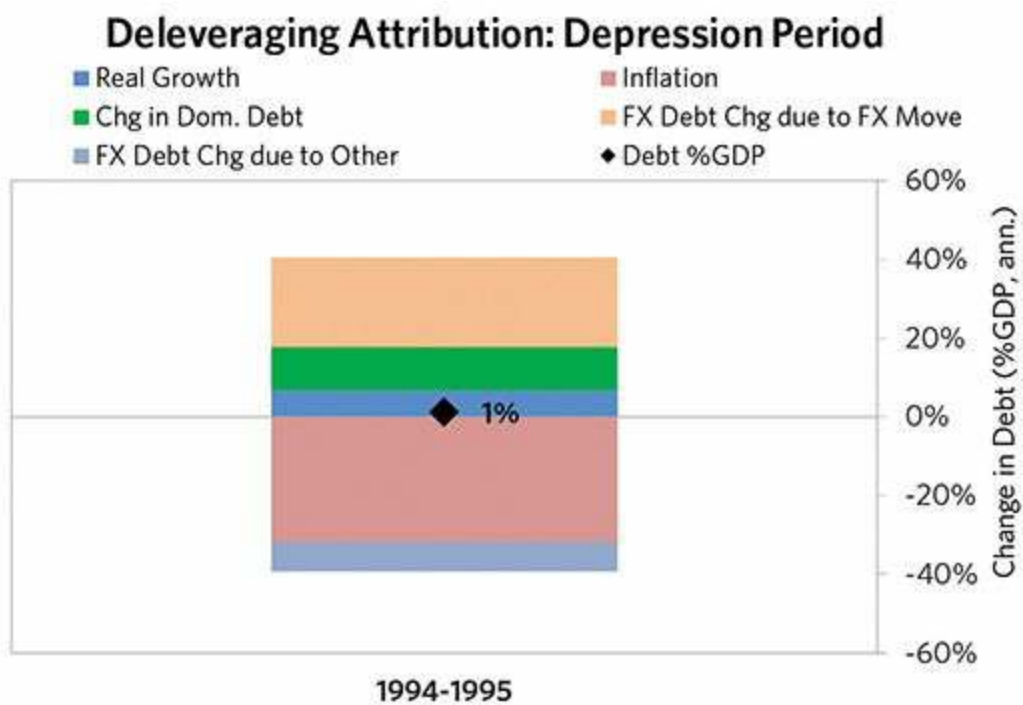 Deleveraging Attribution: Depression Period
Real Growth
Inflation
Chg in Dom. Debt
FX Debt Chg due to FX Move
FX Debt Chg due to Other
Debt %GDP
60%
40%
20%
0%
-20%
-40%
-60%
Change in Debt (%GDP, ann.)
1%
1994-1995